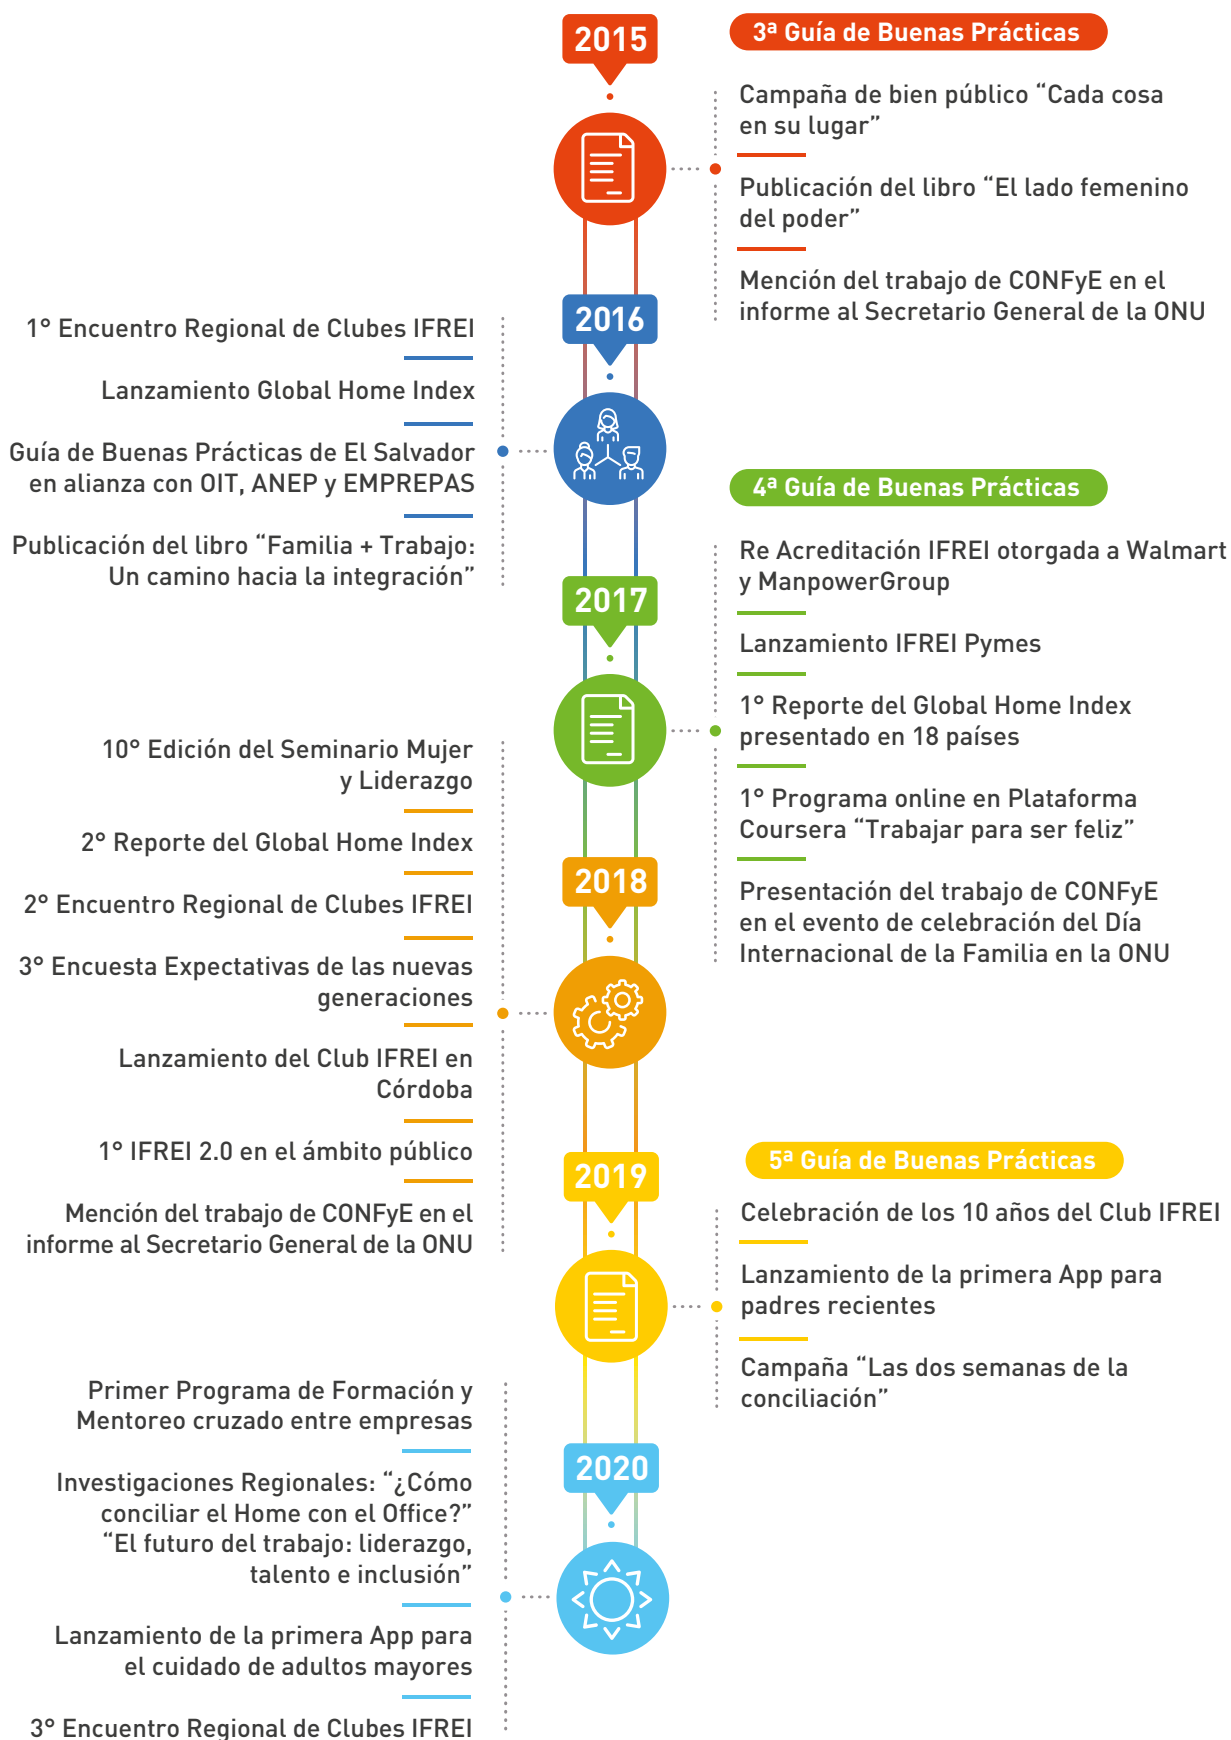 2015
3ª Guía de Buenas Prácticas
Campaña de bien público “Cada cosa
en su lugar”
Publicación del libro “El lado femenino
del poder”
Mención del trabajo de CONFyE en el
informe al Secretario General de la ONU
2016
1° Encuentro Regional de Clubes IFREI
Lanzamiento Global Home Index
Guía de Buenas Prácticas de El Salvador
en alianza con OIT, ANEP y EMPREPAS
Publicación del libro “Familia + Trabajo:
Un camino hacia la integración”
2017
4ª Guía de Buenas Prácticas
Re Acreditación IFREI otorgada a Walmart
y ManpowerGroup
Lanzamiento IFREI Pymes
1° Reporte del Global Home Index
presentado en 18 países
1° Programa online en Plataforma
Coursera “Trabajar para ser feliz”
Presentación del trabajo de CONFyE
en el evento de celebración del Día
Internacional de la Familia en la ONU
2018
10° Edición del Seminario Mujer
y Liderazgo
2° Reporte del Global Home Index
2° Encuentro Regional de Clubes IFREI
3° Encuesta Expectativas de las nuevas
generaciones
Lanzamiento del Club IFREI en
Córdoba
1° IFREI 2.0 en el ámbito público
Mención del trabajo de CONFyE en el
informe al Secretario General de la ONU
2019
5ª Guía de Buenas Prácticas
Celebración de los 10 años del Club IFREI
Lanzamiento de la primera App para
padres recientes
Campaña “Las dos semanas de la
conciliación”
2020
Primer Programa de Formación y
Mentoreo cruzado entre empresas
Investigaciones Regionales: “¿Cómo
conciliar el Home con el Office?”
“El futuro del trabajo: liderazgo,
talento e inclusión”
Lanzamiento de la primera App para
el cuidado de adultos mayores
3° Encuentro Regional de Clubes IFREI